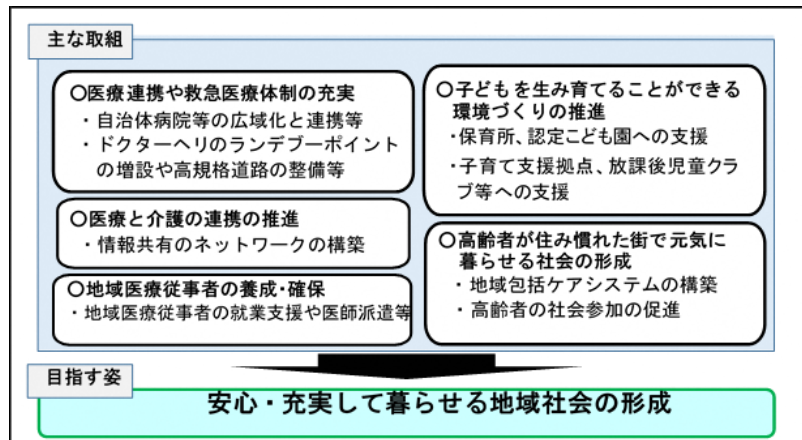 主な取組
〇医療連携や救急医療体制の充実
・自治体病院等の広域化と連携等
・ドクターヘリのランデブーポイント
の増設や高規格道路の整備等
〇医療と介護の連携の推進
・情報共有のネットワークの構築
〇地域医療従事者の養成・確保
・地域医療従事者の就業支援や医師派遣等
〇子どもを生み育てることができる
環境づくりの推進
・保育所、認定こども園への支援
・子育て支援拠点、放課後児童クラ
ブ等への支援
〇高齢者が住み慣れた街で元気に
暮らせる社会の形成
・地域包括ケアシステムの構築
・高齢者の社会参加の促進
目指す姿
安心・充実して暮らせる地域社会の形成